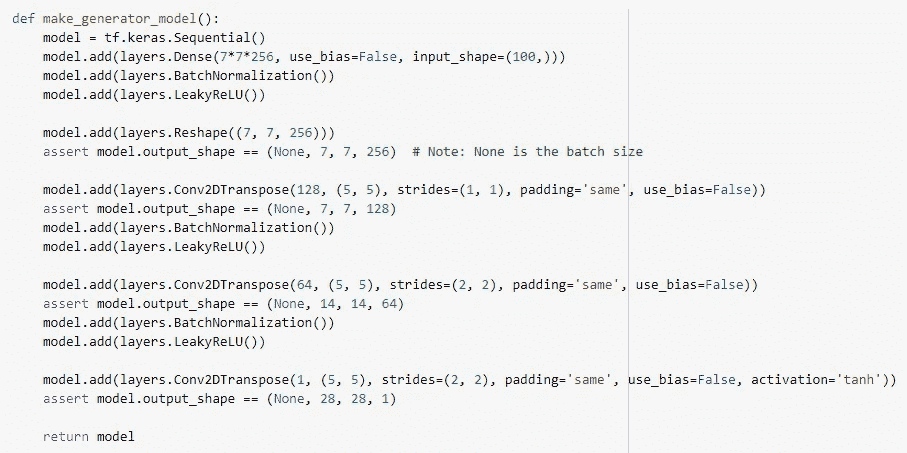 def make_generator_model():
    model = tf.keras.Sequential()
    model.add(layers.Dense(7*7*256, use_bias=False, input_shape=(100,)))
    model.add(layers.BatchNormalization())
    model.add(layers.LeakyReLU())

    model.add(layers.Reshape((7, 7, 256)))
    assert model.output_shape == (None, 7, 7, 256)  # Note: None is the batch size

    model.add(layers.Conv2DTranspose(128, (5, 5), strides=(1, 1), padding='same', use_bias=False))
    assert model.output_shape == (None, 7, 7, 128)
    model.add(layers.BatchNormalization())
    model.add(layers.LeakyReLU())

    model.add(layers.Conv2DTranspose(64, (5, 5), strides=(2, 2), padding='same', use_bias=False))
    assert model.output_shape == (None, 14, 14, 64)
    model.add(layers.BatchNormalization())
    model.add(layers.LeakyReLU())

    model.add(layers.Conv2DTranspose(1, (5, 5), strides=(2, 2), padding='same', use_bias=False, activation='tanh'))
    assert model.output_shape == (None, 28, 28, 1)

    return model